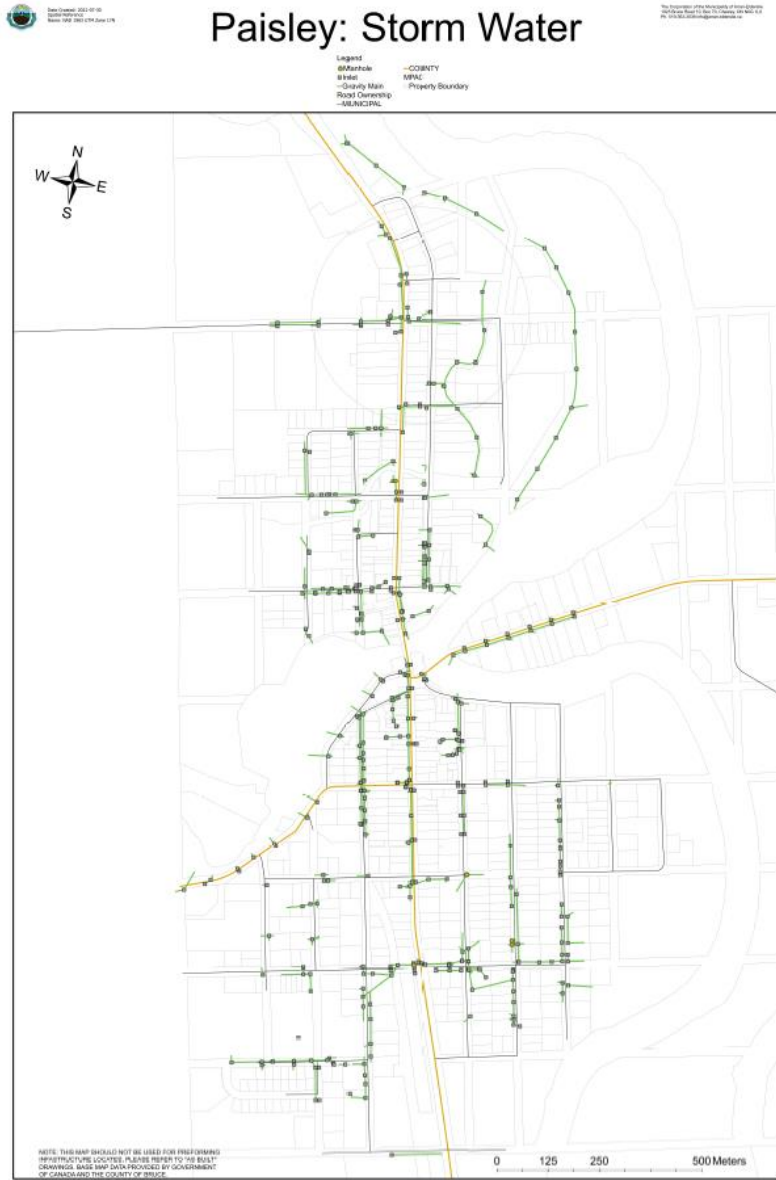 Paisley: Storm Water
Legend
Manhole
Inlet
Gravity Main
Road Ownership
MUNICIPAL
COUNTY
MPAC
Property Boundary
N
W
E
S
NOTE: THIS MAP SHOULD NOT BE USED FOR PREFORMING
INFRASTRUCTURE LOCATES. PLEASE REFER TO "AS BUILT"
DRAWINGS. BASE MAP DATA PROVIDED BY GOVERNMENT
OF CANADA AND THE COUNTY OF BRUCE.
0 125 250 500 Meters